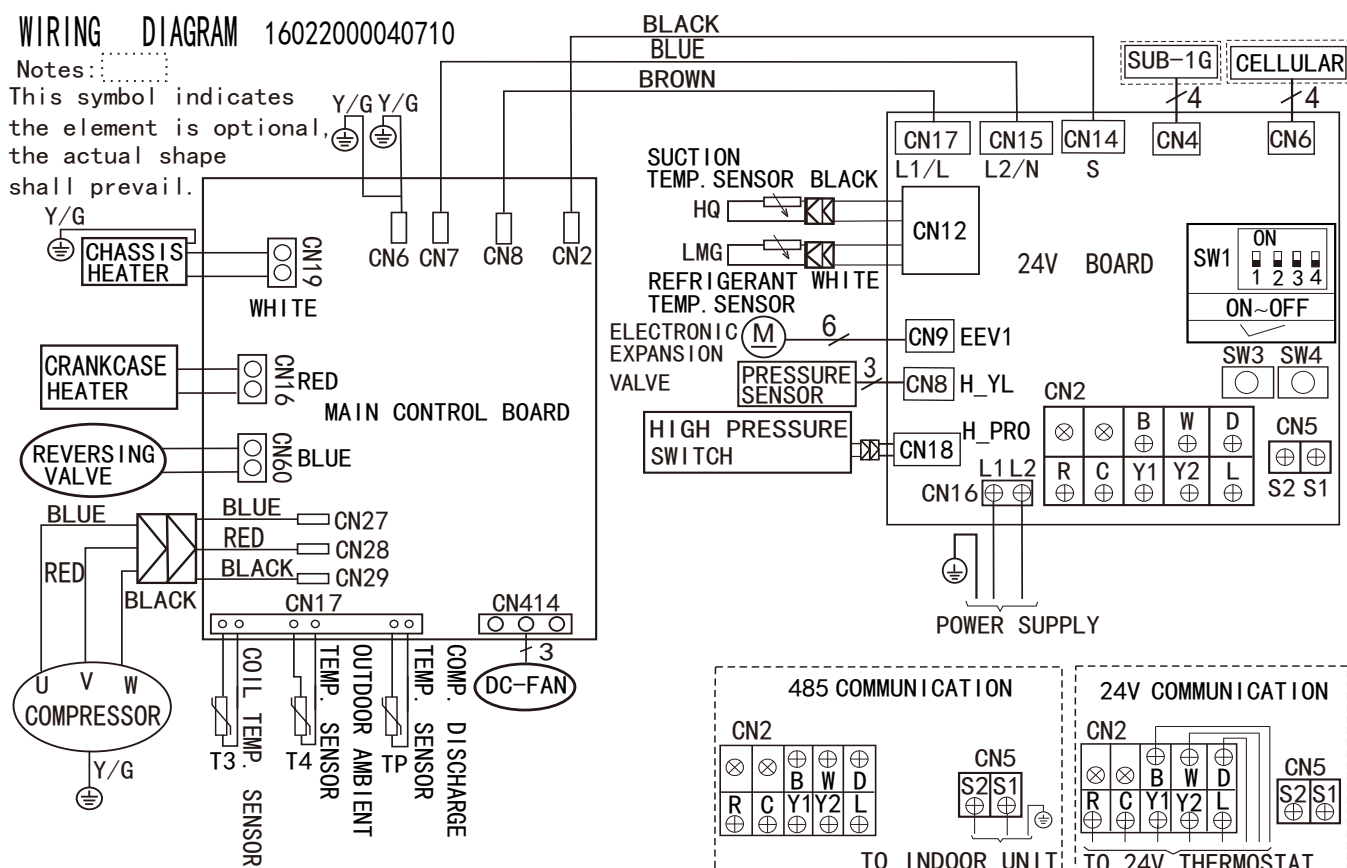 WIRING DIAGRAM 16022000040710
Notes:
This symbol indicates
the element is optional,
the actual shape
shall prevail.
BLACK
BLUE
BROWN
Y/G Y/G
Y/G
CHASSIS
HEATER
CN19
WHITE
CN6 CN7 CN8 CN2
CRANKCASE
HEATER
CN16
RED
MAIN CONTROL BOARD
REVERSING
VALVE
CN60
BLUE
BLUE
RED
BLACK
BLUE
RED
BLACK
CN27
CN28
CN29
CN17
CN414
3
DC-FAN
U V W
COMPRESSOR
Y/G
T3
COIL TEMP. SENSOR
T4
OUTDOOR AMBIENT
TEMP. SENSOR
TP
COMP. DISCHARGE
TEMP. SENSOR
SUB-1G
CELLULAR
4
4
CN17 CN15 CN14 CN4 CN6
L1/L L2/N S
SUCTION
TEMP. SENSOR BLACK
HQ
LMG
REFRIGERANT WHITE
TEMP. SENSOR
CN12
24V BOARD
SW1
ON
1 2 3 4
ON~OFF
SW3 SW4
ELECTRONIC
EXPANSION
VALVE
M
6
CN9 EEV1
PRESSURE
SENSOR
3
CN8 H_YL
HIGH PRESSURE
SWITCH
CN18
H_PRO
L1 L2
CN16
CN2
B W D
R C Y1 Y2 L
CN5
S2 S1
POWER SUPPLY
485 COMMUNICATION
CN2
B W D
R C Y1 Y2 L
CN5
S2 S1
TO INDOOR UNIT
24V COMMUNICATION
CN2
B W D
R C Y1 Y2 L
CN5
S2 S1
TO 24V THERMOSTAT